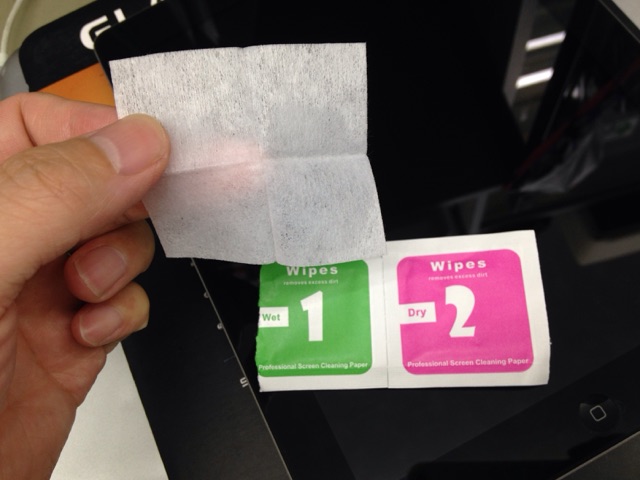 GLA
Wipes
removes excess dirt
Wet
1
Professional Screen Cleaning Paper
Wipes
removes excess dirt
Dry
2
Professional Screen Cleaning Paper